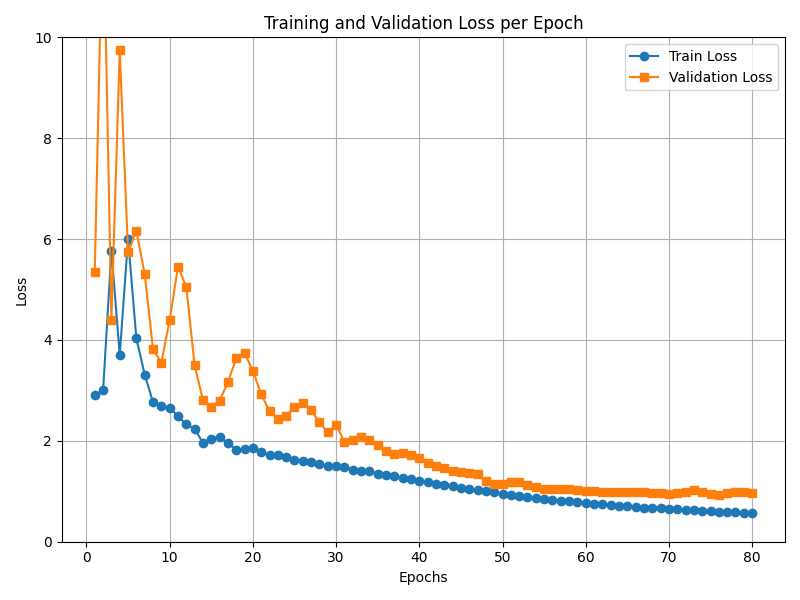 Training and Validation Loss per Epoch
Train Loss
Validation Loss
Loss
10
8
6
4
2
0
0 10 20 30 40 50 60 70 80
Epochs